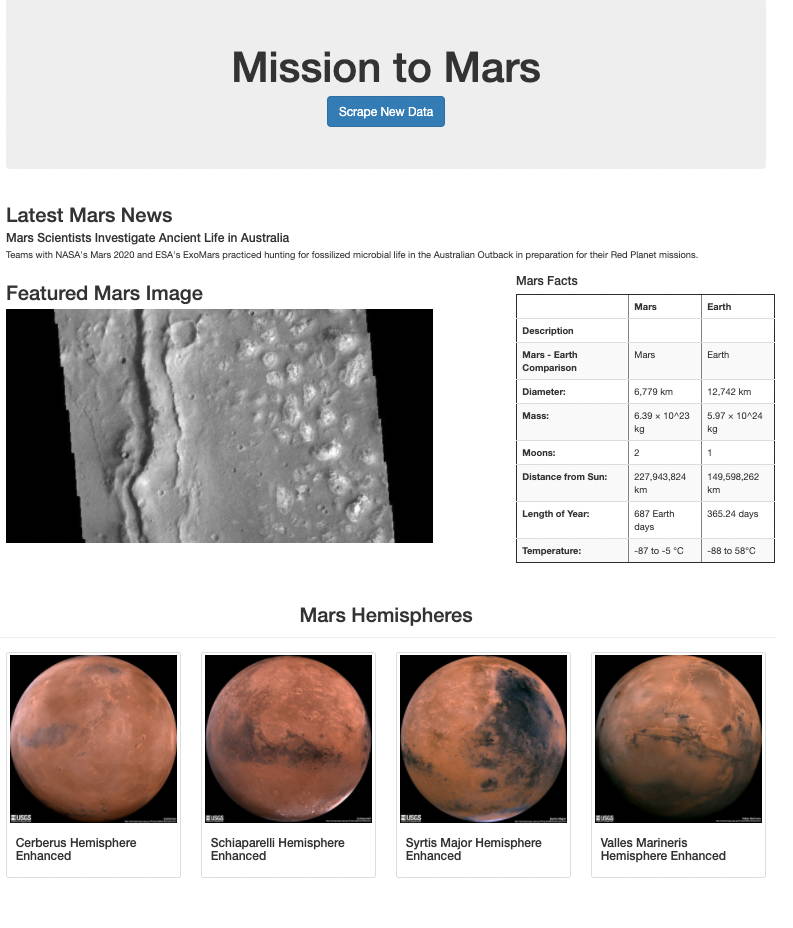 Mission to Mars
Scrape New Data
Latest Mars News
Mars Scientists Investigate Ancient Life in Australia
Teams with NASA's Mars 2020 and ESA's ExoMars practiced hunting for fossilized microbial life in the Australian Outback in preparation for their Red Planet missions.
Featured Mars Image
Mars Facts
Mars Earth
Description
Mars - Earth Mars Earth
Comparison
Diameter: 6,779 km 12,742 km
Mass: 6.39 × 10^23 5.97 × 10^24
kg kg
Moons: 2 1
Distance from Sun: 227,943,824 149,598,262
km km
Length of Year: 687 Earth 365.24 days
days
Temperature: -87 to -5 °C -88 to 58°C
Mars Hemispheres
USGS
USGS
USGS
USGS
Cerberus Hemisphere
Enhanced
Schiaparelli Hemisphere
Enhanced
Syrtis Major Hemisphere
Enhanced
Valles Marineris
Hemisphere Enhanced